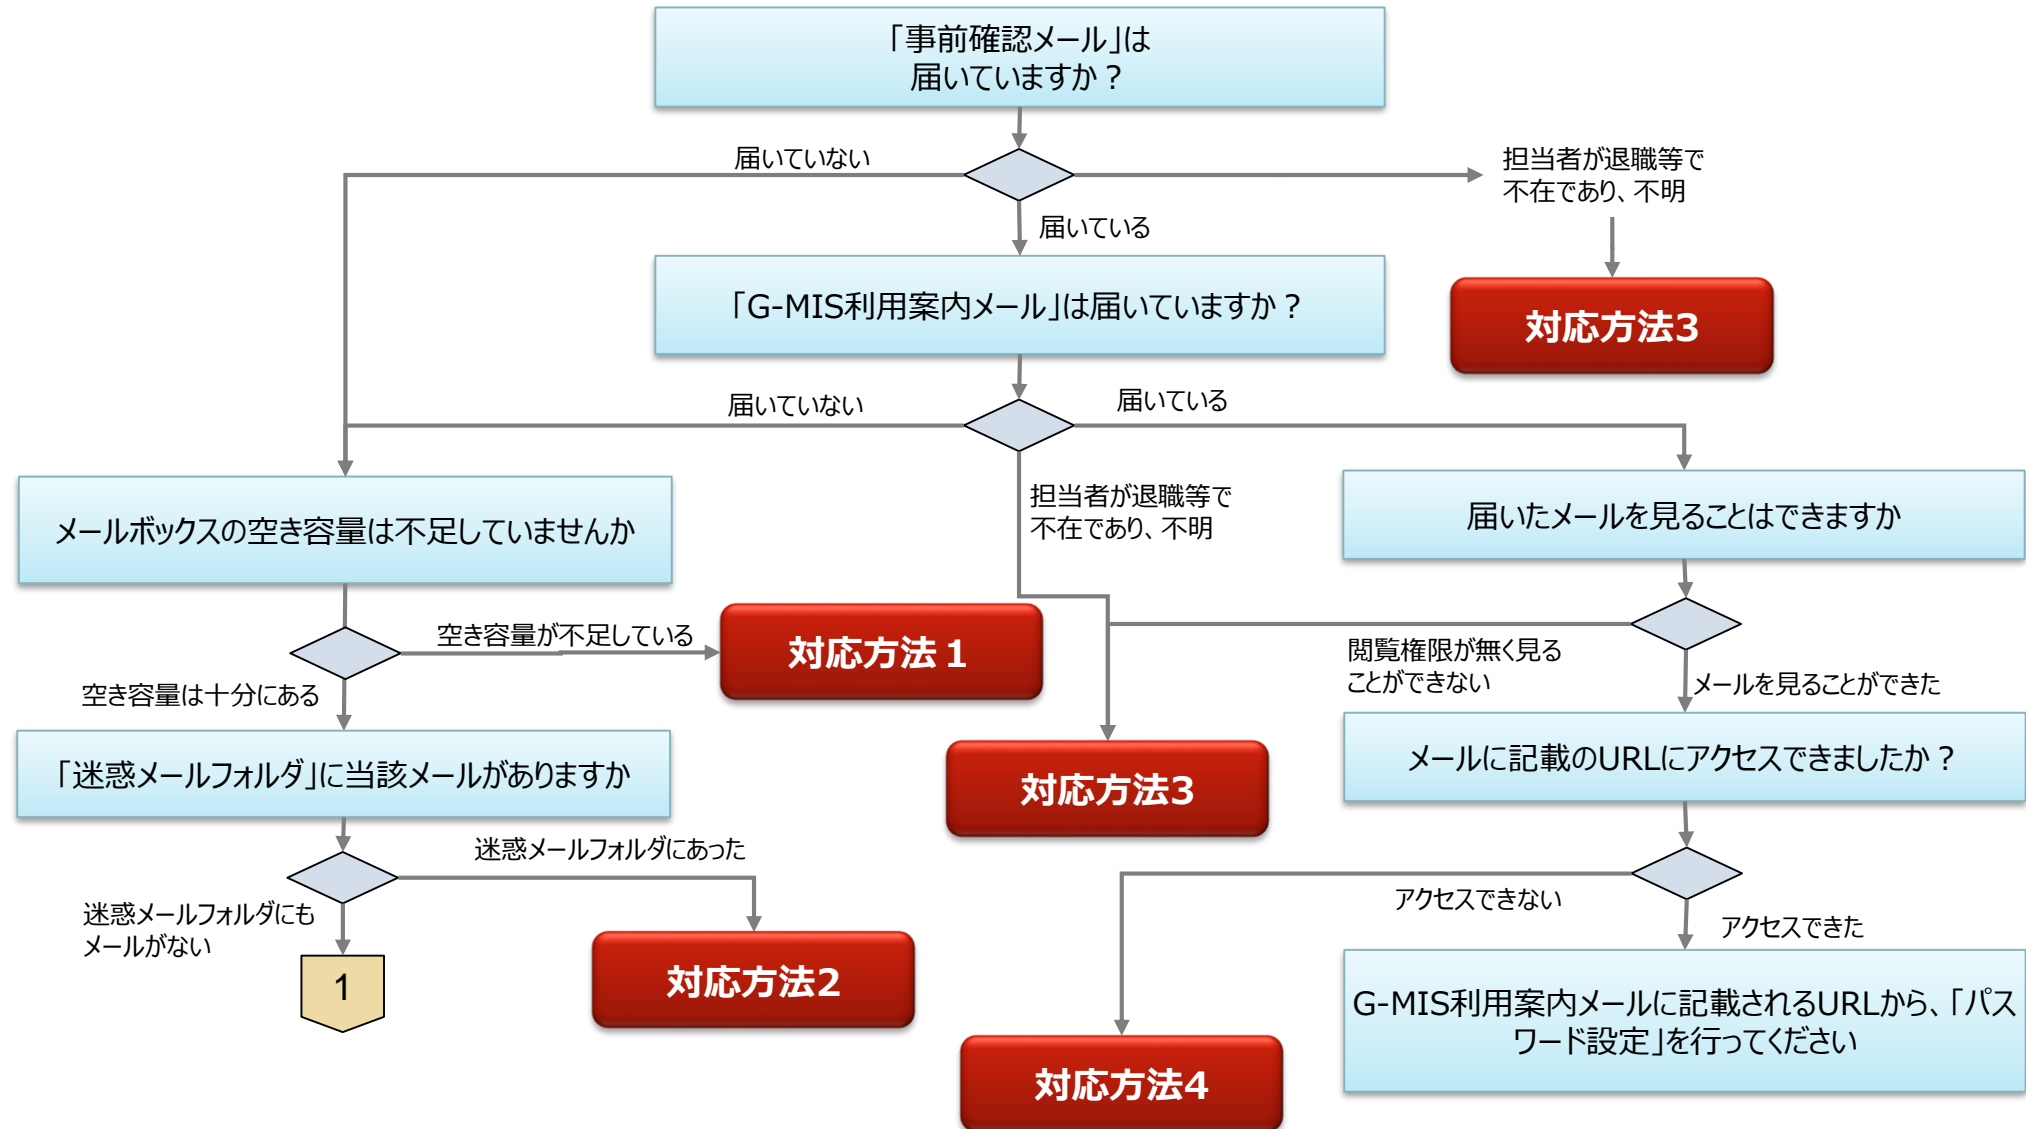 「事前確認メール」は
届いていますか？
届いていない
担当者が退職等で
不在であり、不明
届いている
「G-MIS利用案内メール」は届いていますか？
対応方法3
届いていない
届いている
担当者が退職等で
不在であり、不明
メールボックスの空き容量は不足していませんか
届いたメールを見ることはできますか
空き容量が不足している
対応方法１
閲覧権限が無く見る
ことができない
空き容量は十分にある
メールを見ることができた
「迷惑メールフォルダ」に当該メールがありますか
対応方法3
メールに記載のURLにアクセスできましたか？
迷惑メールフォルダにあった
アクセスできない
迷惑メールフォルダにも
メールがない
アクセスできた
1
対応方法2
G-MIS利用案内メールに記載されるURLから、「パス
ワード設定」を行ってください
対応方法4